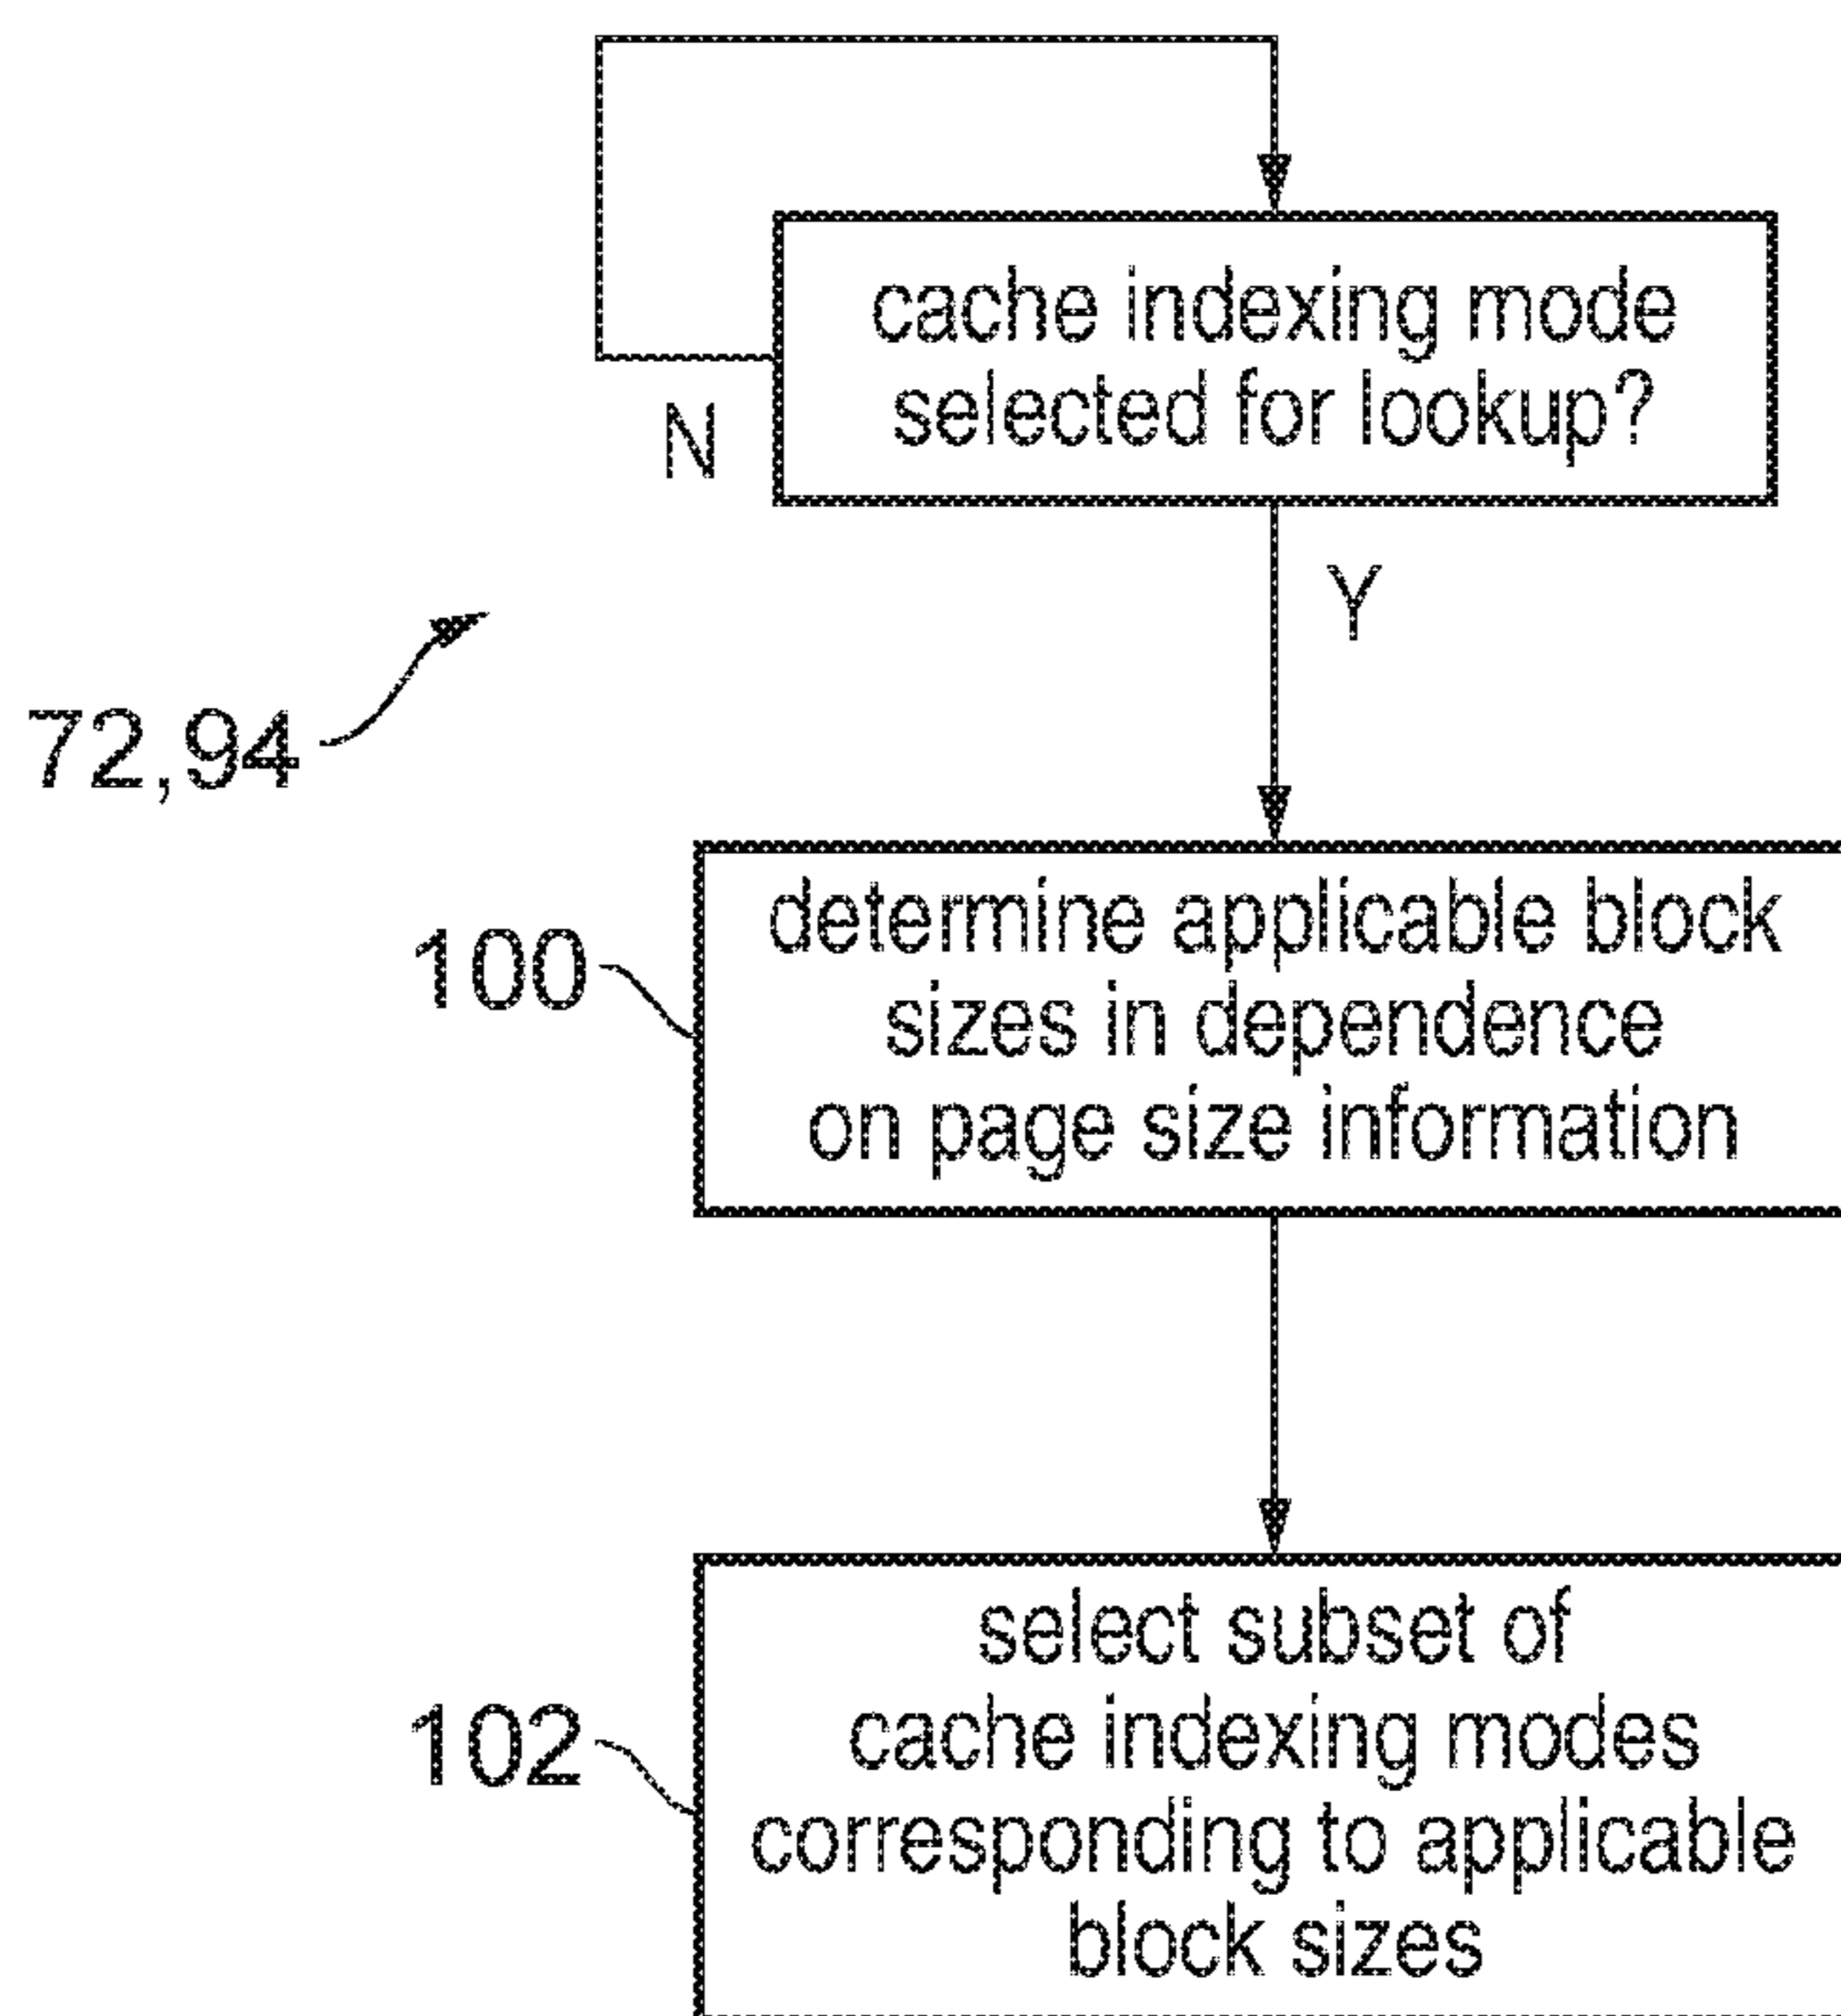 cache indexing mode
selected for lookup?
N
Y
72,94
100
determine applicable block
sizes in dependence
on page size information
102
select subset of
cache indexing modes
corresponding to applicable
block sizes